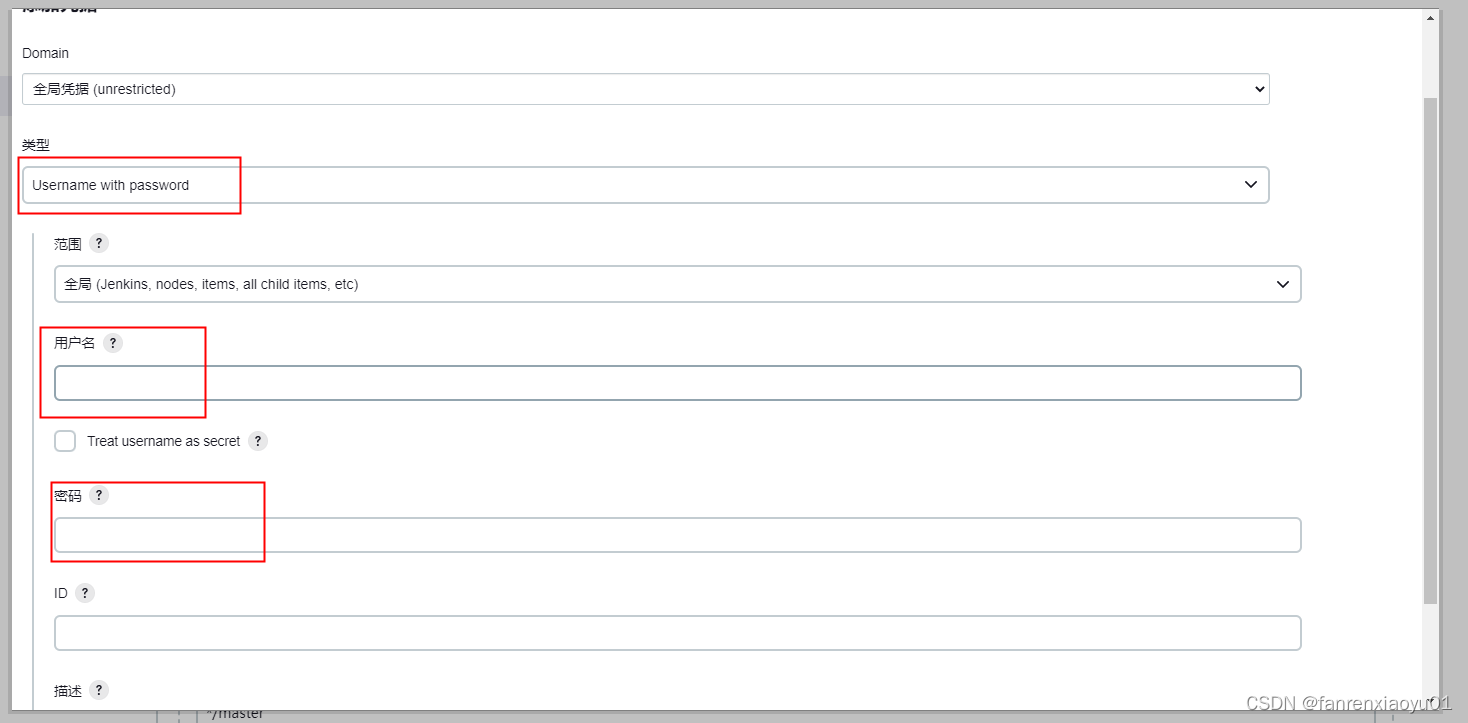 Domain
全局凭据 (unrestricted)
类型
Username with password
范围 ?
全局 (Jenkins, nodes, items, all child items, etc)
用户名 ?
Treat username as secret ?
密码 ?
ID ?
描述 ?
*/master
CSDN @fanrenxiaoyu01